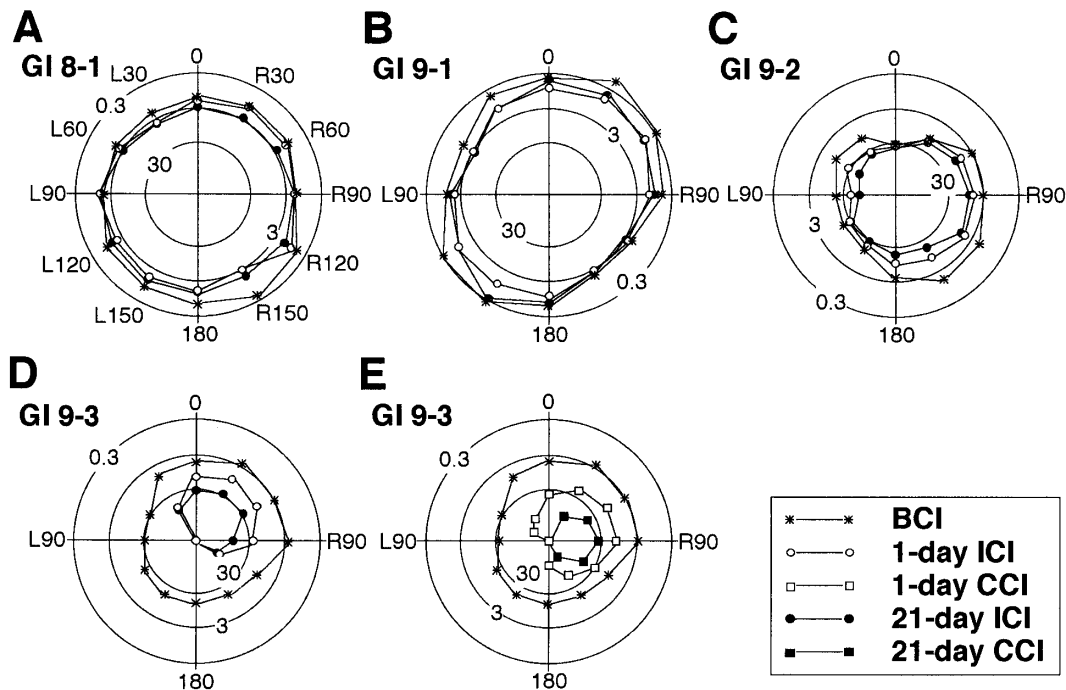 A
GI 8-1
0
L30
R30
0.3
L60
R60
30
L90
R90
3
L120
R120
L150
R150
180
B
GI 9-1
0
3
L90
R90
30
0.3
180
C
GI 9-2
0
30
L90
R90
3
0.3
180
D
GI 9-3
0
0.3
L90
R90
30
3
180
E
GI 9-3
0
0.3
L90
R90
30
3
180
BCI
1-day ICI
1-day CCI
21-day ICI
21-day CCI